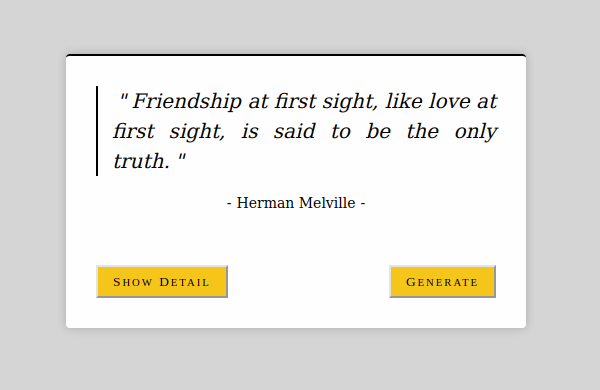 " Friendship at first sight, like love at
first sight, is said to be the only
truth. "
- Herman Melville -
Show Detail
Generate